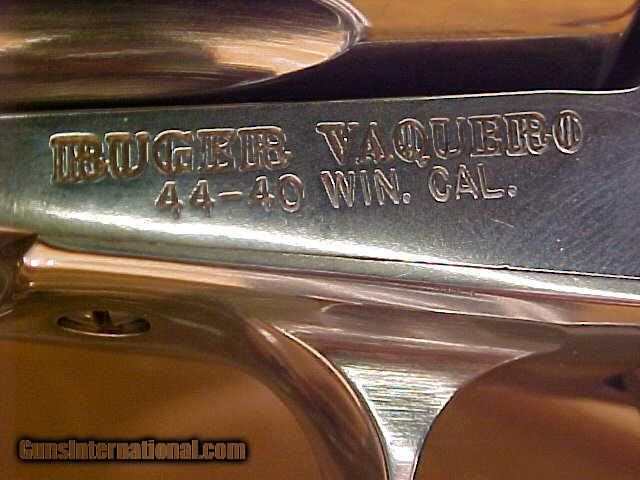 RUGER VAQUERO
44-40 WIN. CAL.
GunsInternational.com